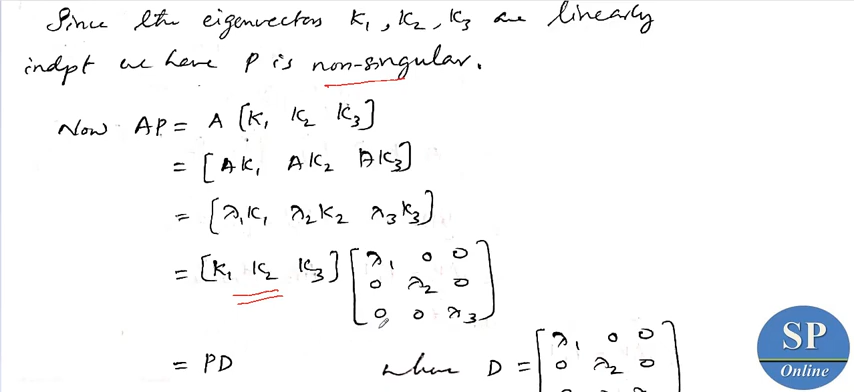 Since the eigenvectors K₁, K₂, K₃ are linearly
indpt we have P is non-singular.
Now AP = A [K₁ K₂ K₃]
= [AK₁ AK₂ AK₃]
= [λ₁K₁ λ₂K₂ λ₃K₃]
= [K₁ K₂ K₃] [λ₁ 0 0
0 λ₂ 0
0 0 λ₃]
= PD where D = [λ₁ 0 0
0 λ₂ 0
SP
Online